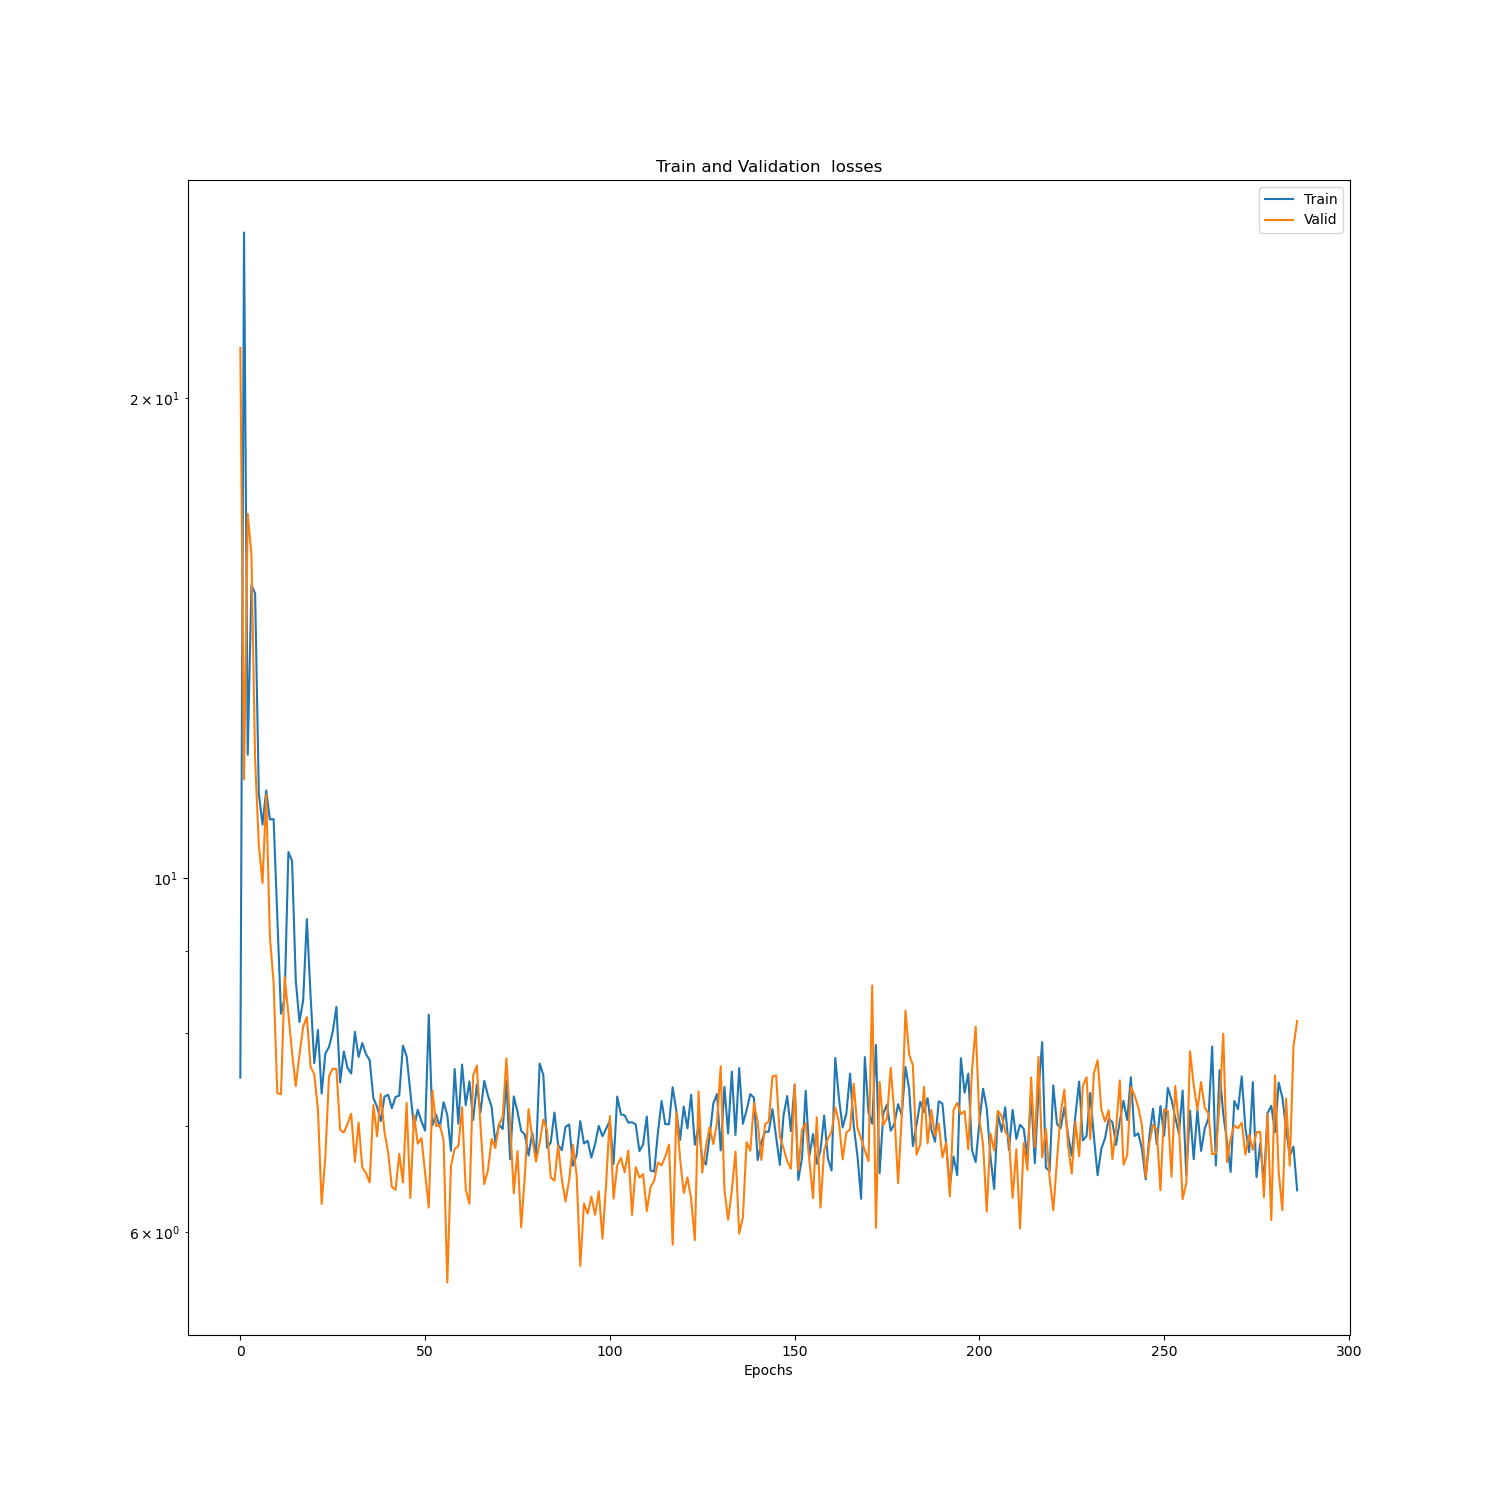 Train and Validation  losses
Train
Valid
2 × 10¹
10¹
6 × 10⁰
0 50 100 150 200 250 300
Epochs